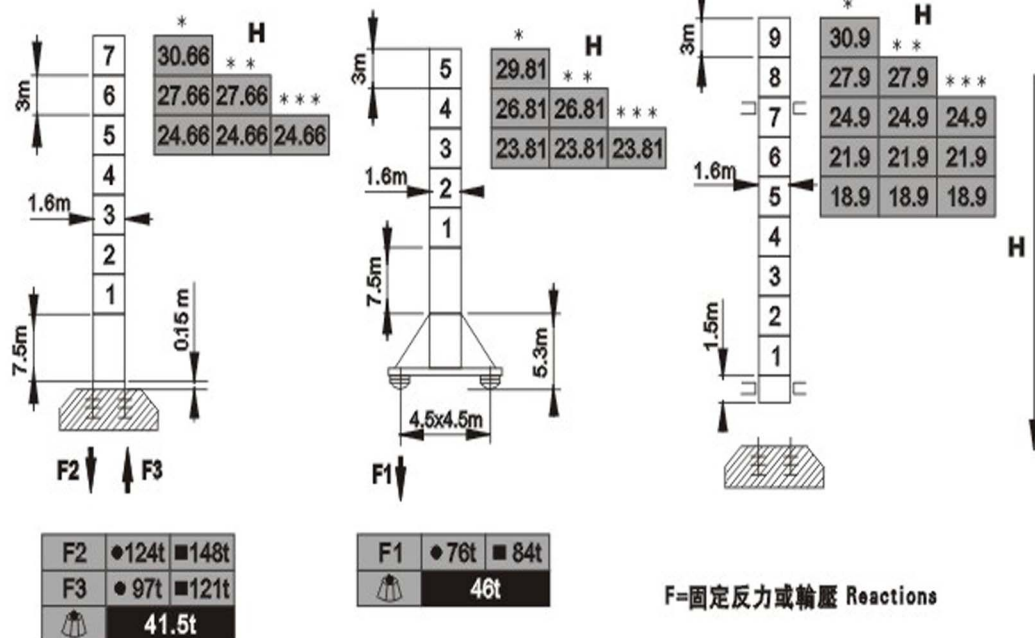 *
H
7
30.66
* *
3m
6
27.66 27.66
* * *
5
24.66 24.66 24.66
4
1.6m
3
2
1
7.5m
0.15 m
F2
F3
F2 ●124t ■148t
F3 ● 97t ■121t
41.5t
*
H
3m
5
29.81
* *
4
26.81 26.81
* * *
3
23.81 23.81 23.81
1.6m
2
1
7.5m
5.3m
4.5x4.5m
F1
F1 ● 76t ■ 84t
46t
*
H
3m
9
30.9
* *
8
27.9 27.9
* * *
7
24.9 24.9 24.9
6
21.9 21.9 21.9
1.6m
5
18.9 18.9 18.9
4
3
2
1
1.5m
H
F=固定反力或輪壓 Reactions